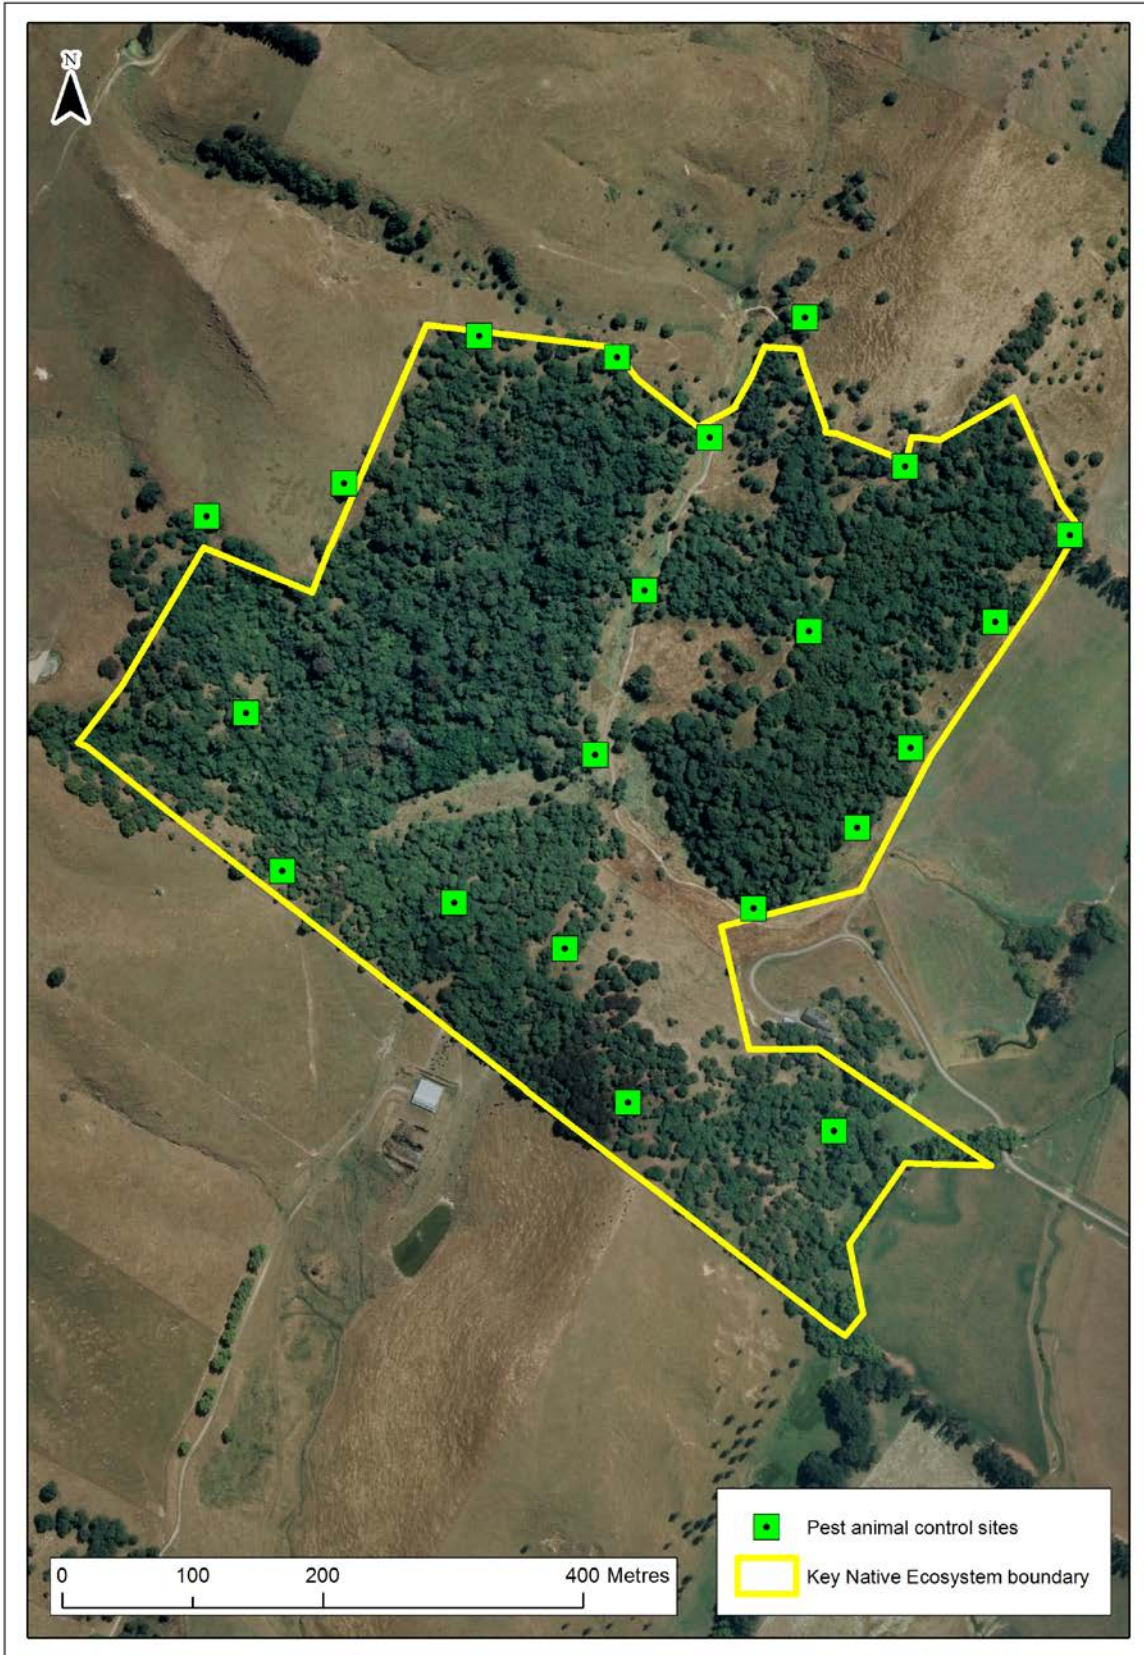 N
Pest animal control sites
Key Native Ecosystem boundary
0 100 200 400 Metres